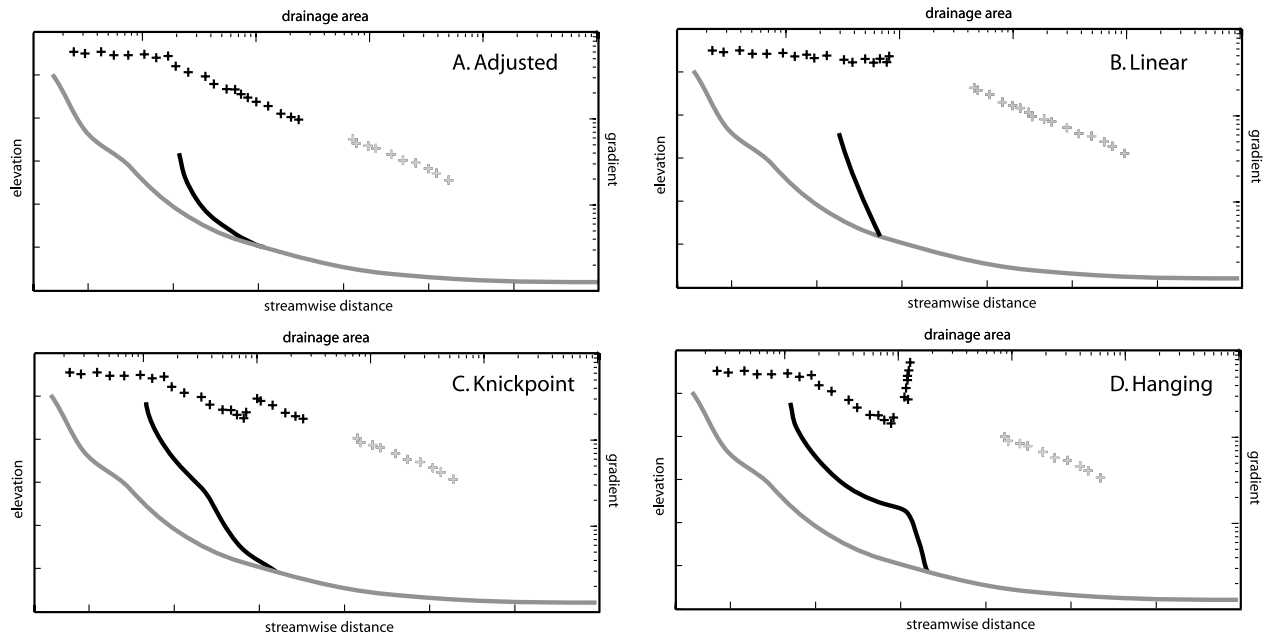 drainage area
A. Adjusted
elevation
gradient
streamwise distance
drainage area
B. Linear
elevation
gradient
streamwise distance
drainage area
C. Knickpoint
elevation
gradient
streamwise distance
drainage area
D. Hanging
elevation
gradient
streamwise distance